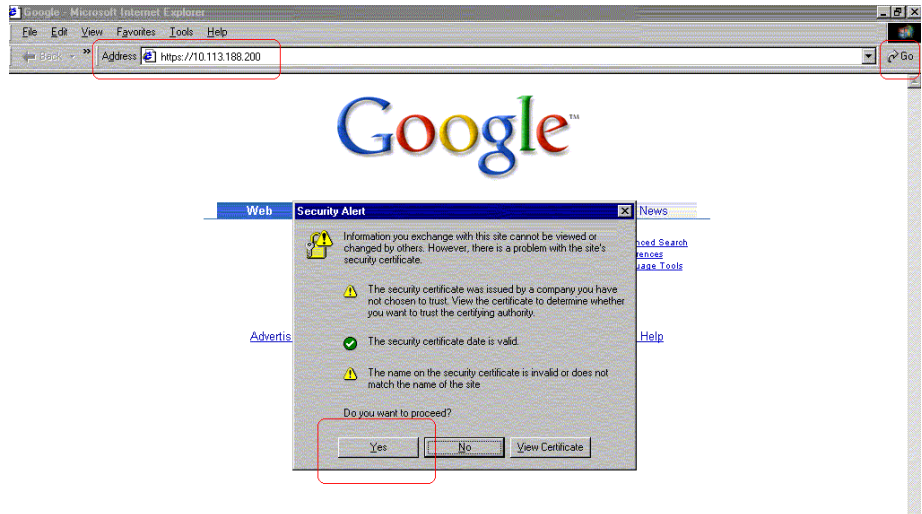 Google - Microsoft Internet Explorer
File Edit View Favorites Tools Help
Back » Address https://10.113.188.200 Go
Google™
Web News
Security Alert
Information you exchange with this site cannot be viewed or
changed by others. However, there is a problem with the site's
security certificate.
The security certificate was issued by a company you have
not chosen to trust. View the certificate to determine whether
you want to trust the certifying authority.
The security certificate date is valid.
The name on the security certificate is invalid or does not
match the name of the site
Do you want to proceed?
Yes No View Certificate
nced Search
rences
uage Tools
Advertis Help